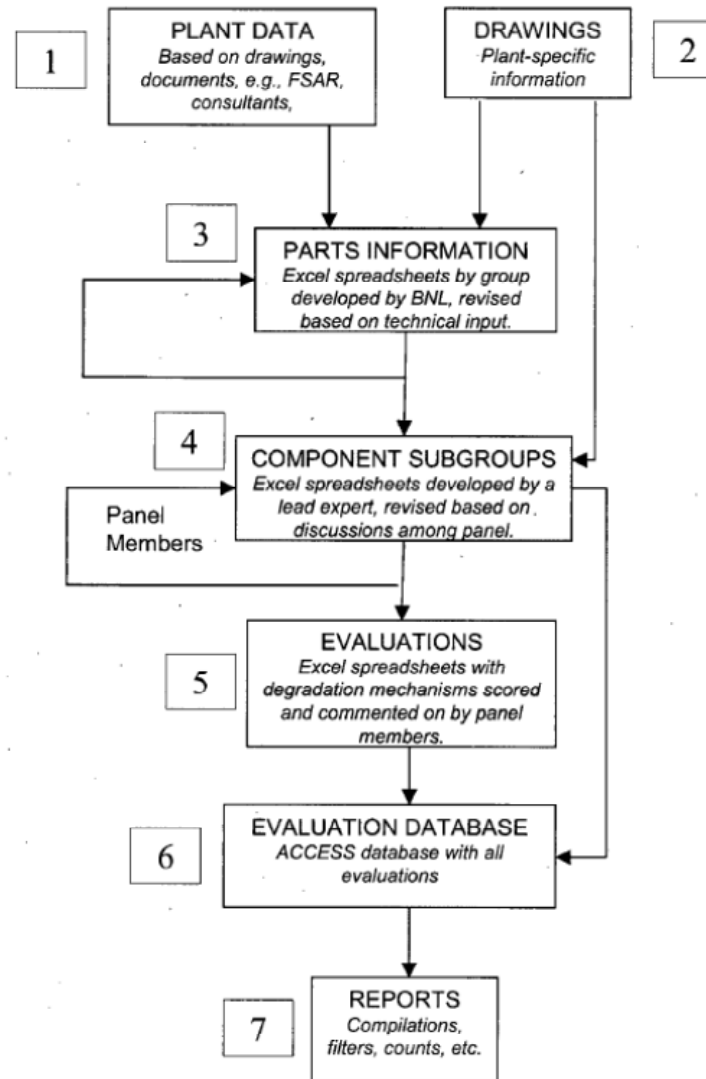 1
PLANT DATA
Based on drawings,
documents, e.g., FSAR,
consultants,
DRAWINGS
Plant-specific
information
2
3
PARTS INFORMATION
Excel spreadsheets by group
developed by BNL, revised
based on technical input.
4
COMPONENT SUBGROUPS
Excel spreadsheets developed by a
lead expert, revised based on
discussions among panel.
Panel
Members
5
EVALUATIONS
Excel spreadsheets with
degradation mechanisms scored
and commented on by panel
members.
6
EVALUATION DATABASE
ACCESS database with all
evaluations
7
REPORTS
Compilations,
filters, counts, etc.